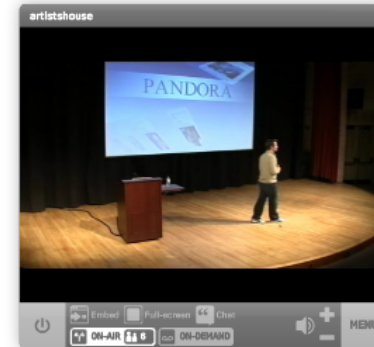 artistshouse
PANDORA
Embed Full-screen Chat
ON-AIR 6 ON-DEMAND MENU